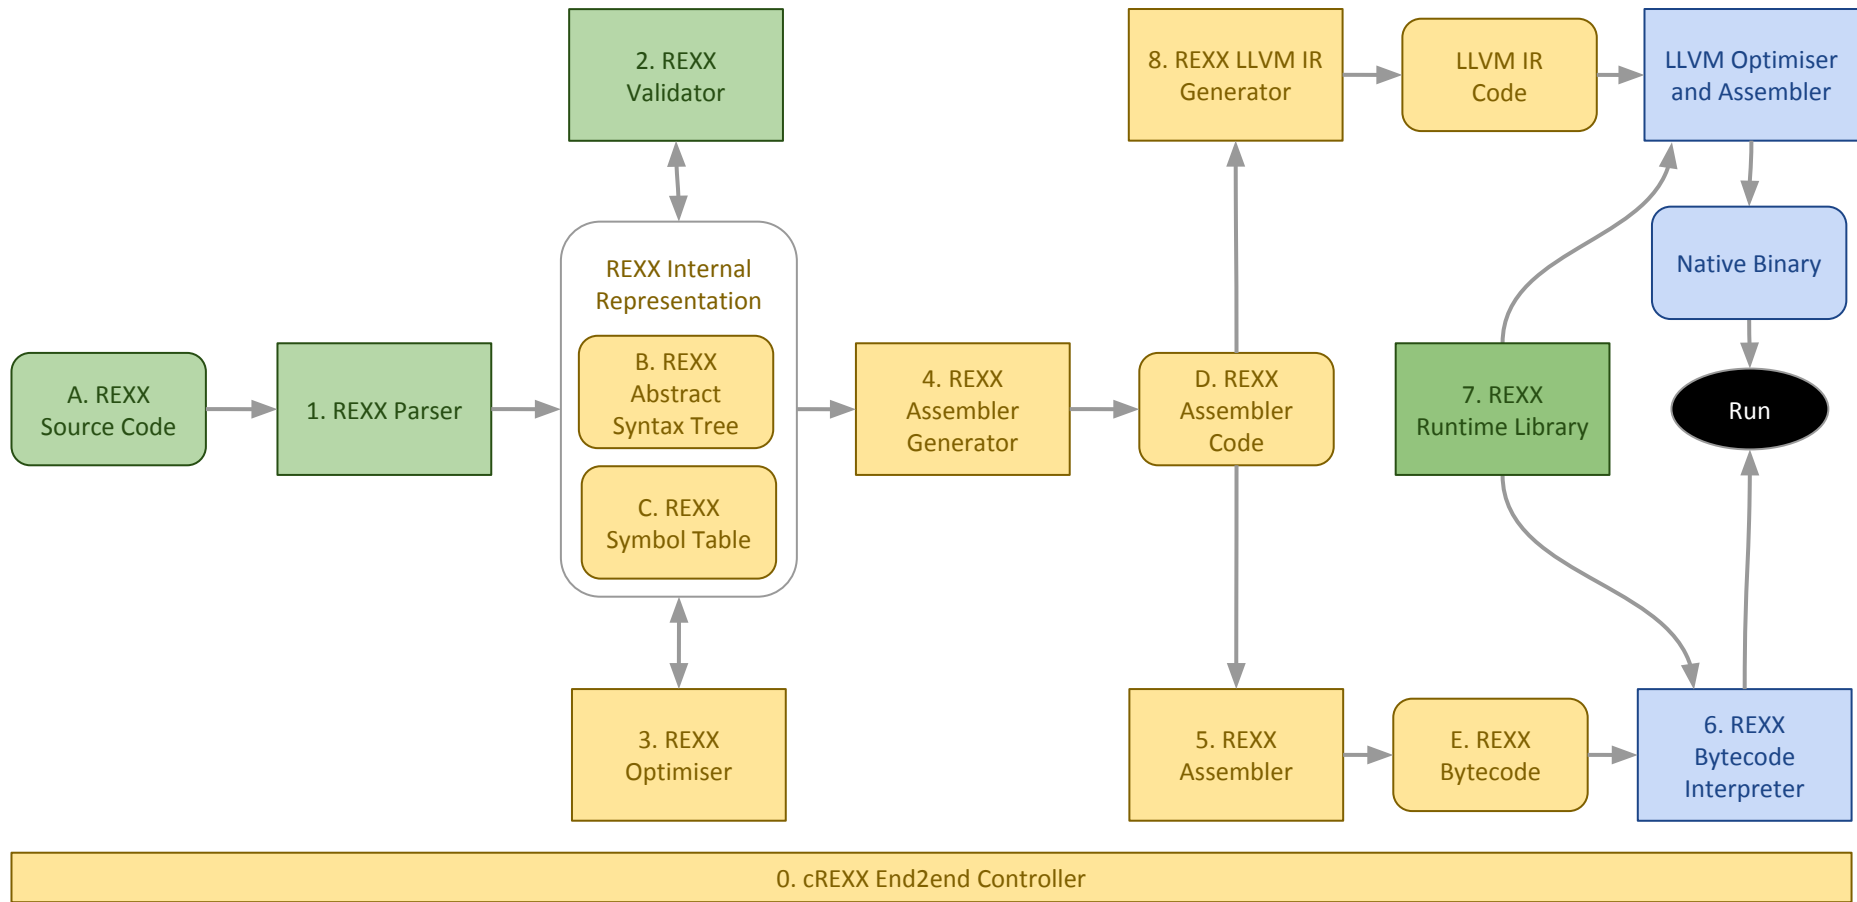 2. REXX
Validator
8. REXX LLVM IR
Generator
LLVM IR
Code
LLVM Optimiser
and Assembler
REXX Internal
Representation
Native Binary
A. REXX
Source Code
1. REXX Parser
B. REXX
Abstract
Syntax Tree
4. REXX
Assembler
Generator
D. REXX
Assembler
Code
7. REXX
Runtime Library
Run
C. REXX
Symbol Table
3. REXX
Optimiser
5. REXX
Assembler
E. REXX
Bytecode
6. REXX
Bytecode
Interpreter
0. cREXX End2end Controller